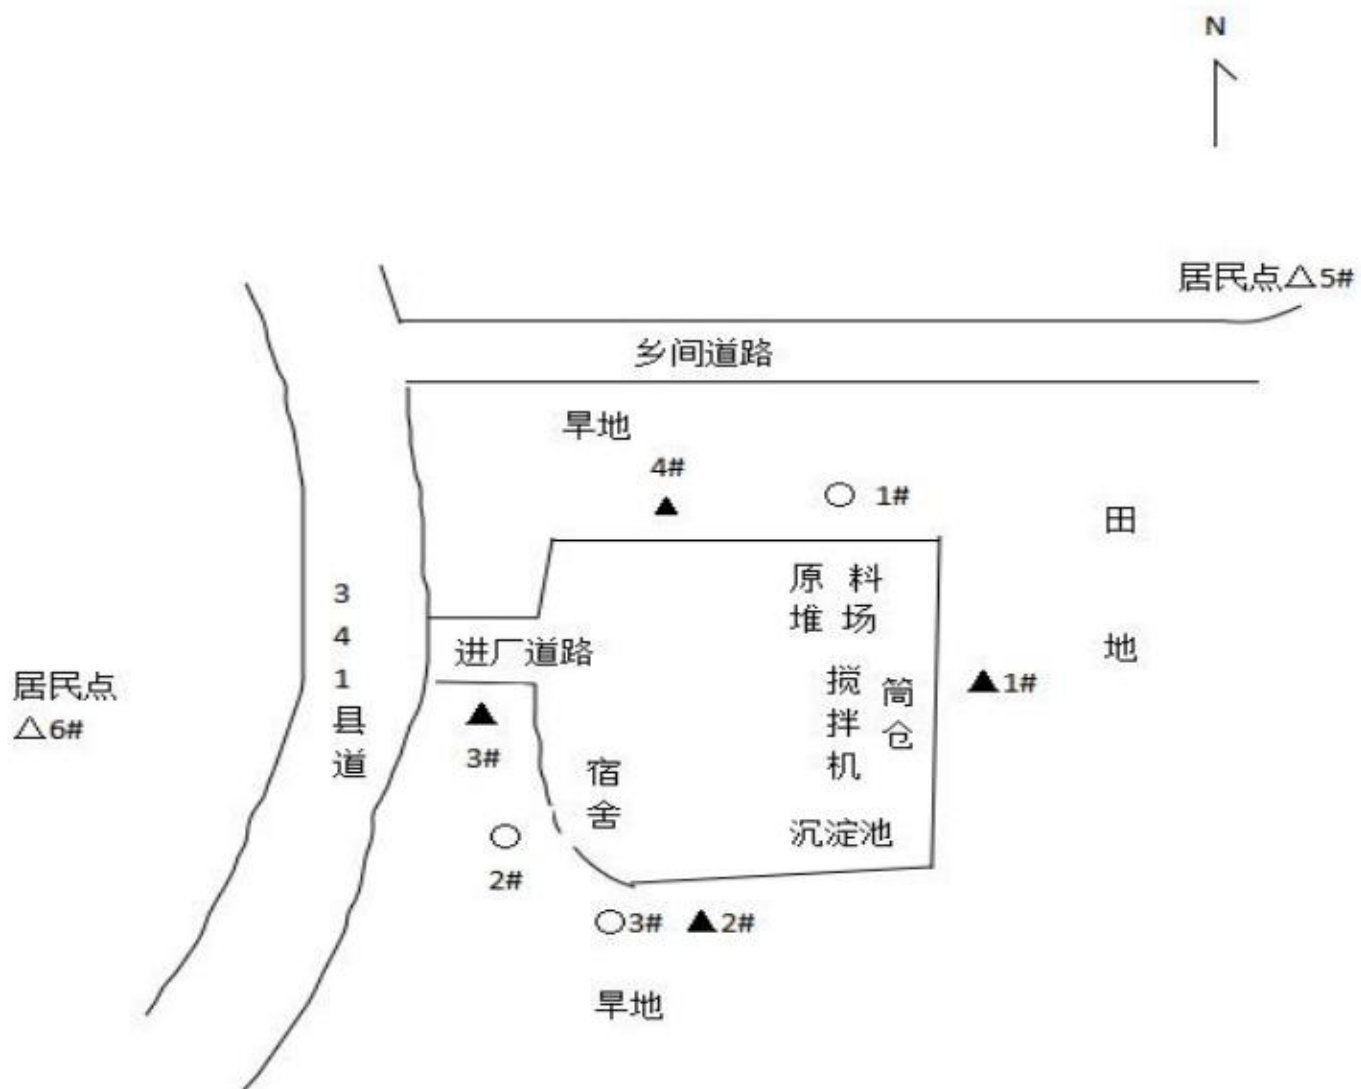 N
居民点△5#
乡间道路
旱地
4#
○ 1#
田地
原 料
堆 场
341县道
进厂道路
搅拌机
筒仓
▲1#
居民点
△6#
▲
3#
宿舍
沉淀池
○
2#
○3# ▲2#
旱地